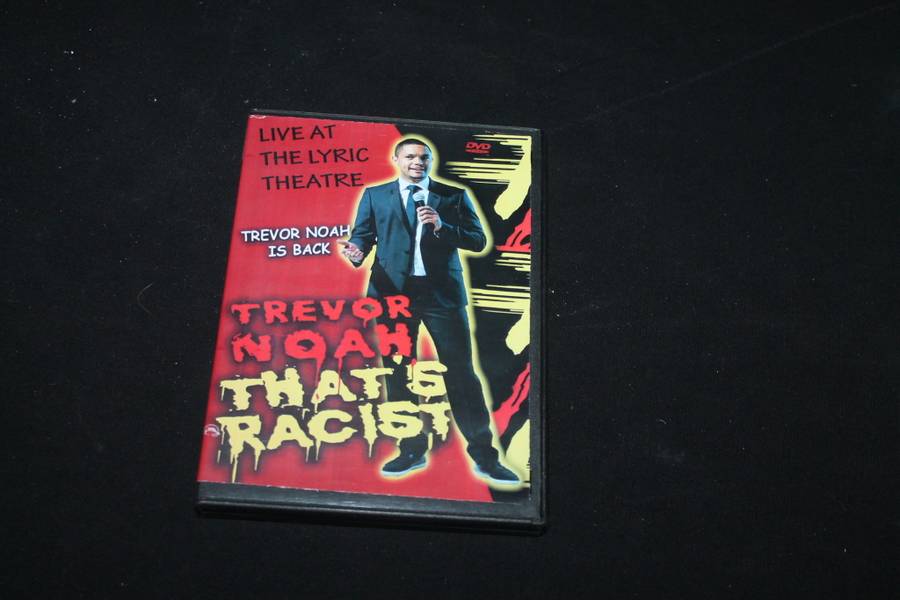 LIVE AT
THE LYRIC
THEATRE
DVD
TREVOR NOAH
IS BACK
TREVOR
NOAH
THAT'S
RACIST